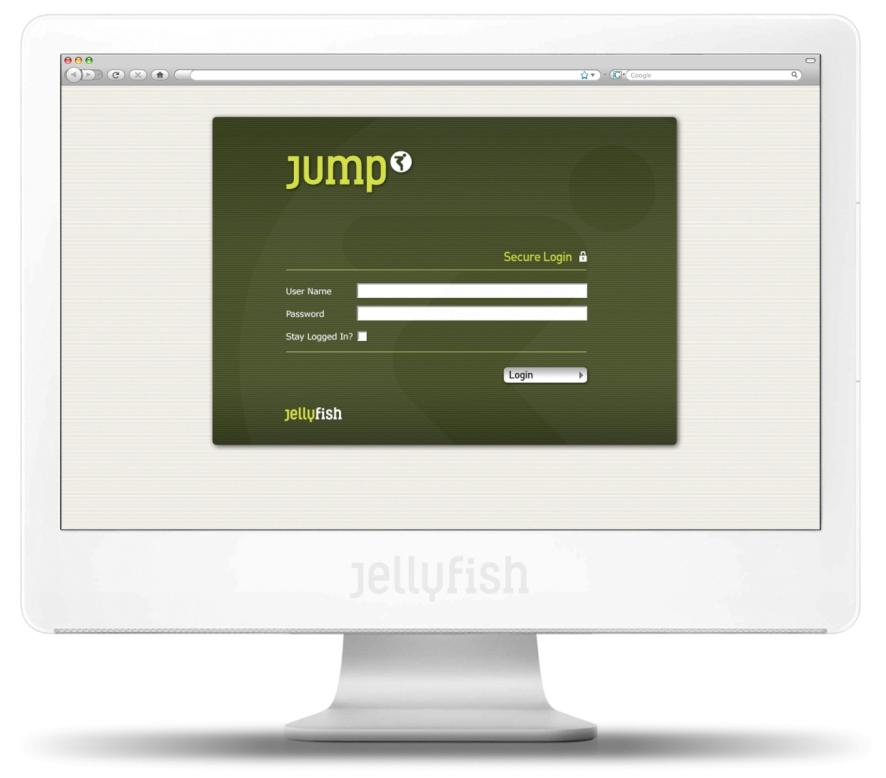 Google
jump
Secure Login
User Name
Password
Stay Logged In?
Login
jellyfish
jellyfish